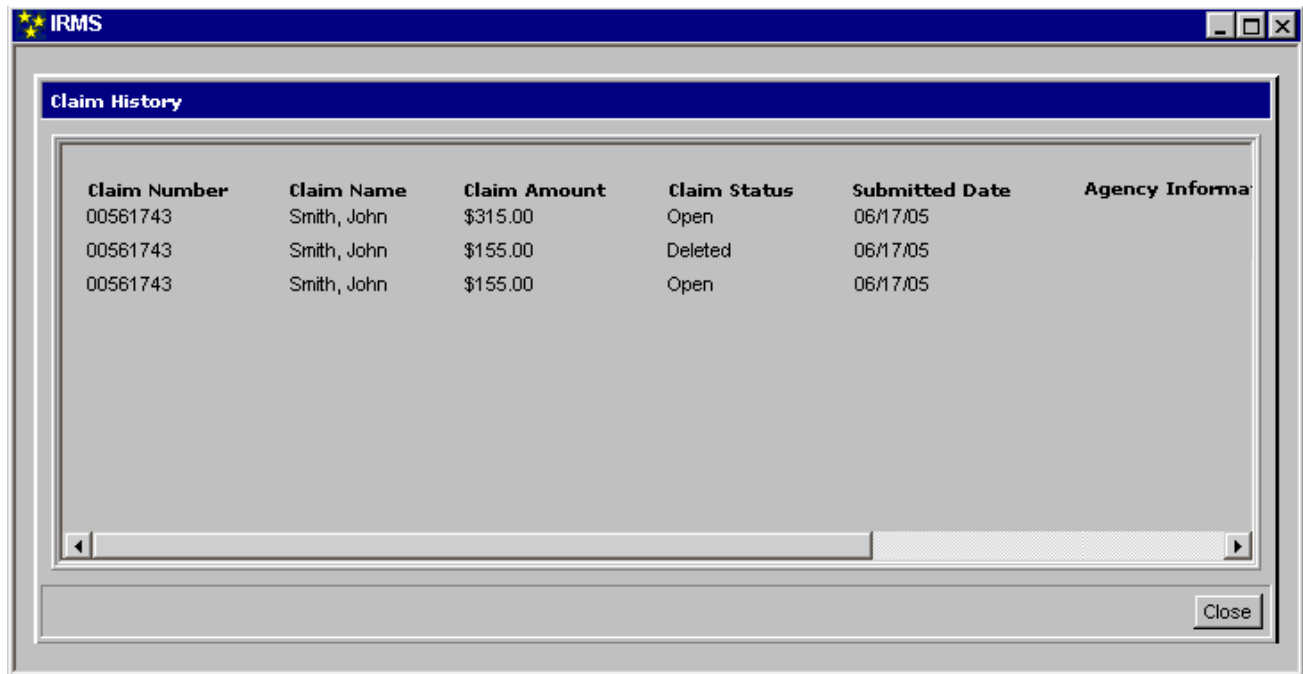 IRMS
Claim History
Claim Number Claim Name Claim Amount Claim Status Submitted Date Agency Informa
00561743 Smith, John $315.00 Open 06/17/05
00561743 Smith, John $155.00 Deleted 06/17/05
00561743 Smith, John $155.00 Open 06/17/05
Close